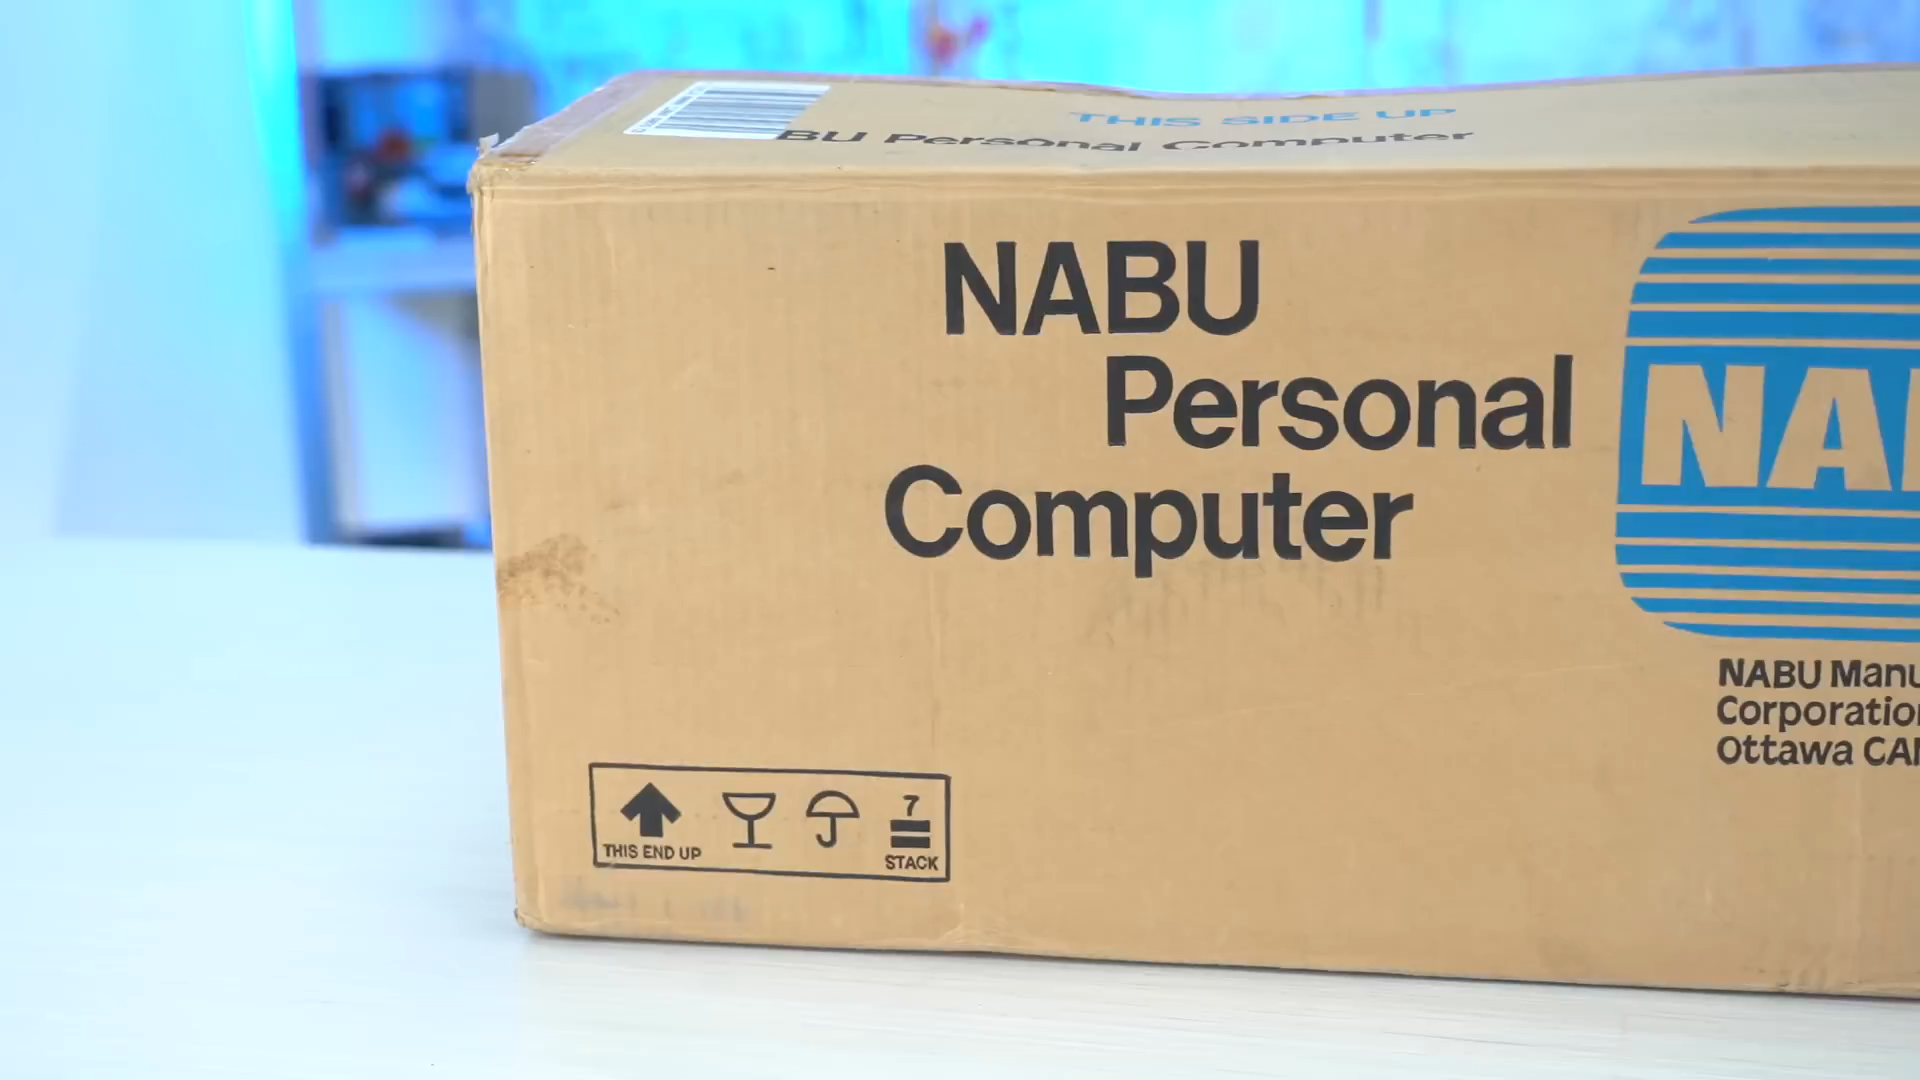 THIS SIDE UP
BU Personal Computer
NABU
Personal
Computer
NA
NABU Manu
Corporatio
Ottawa CA
7
THIS END UP
STACK